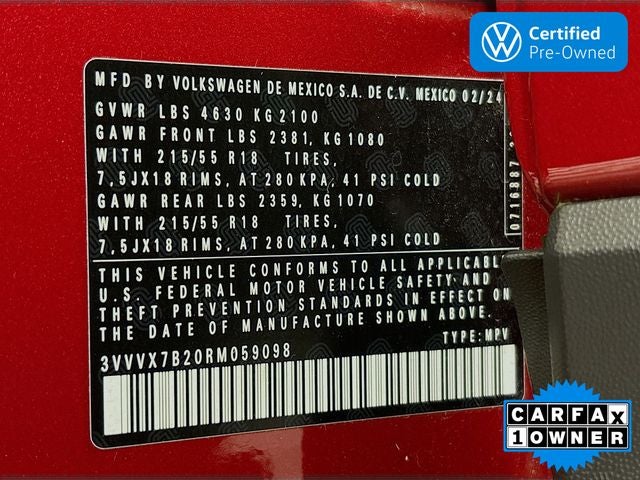 Certified
Pre-Owned
MFD BY VOLKSWAGEN DE MEXICO S.A. DE C.V. MEXICO 02/24
GVWR LBS 4630 KG 2100
GAWR FRONT LBS 2381, KG 1080
WITH 215/55 R18 TIRES,
7,5JX18 RIMS, AT 280 KPA, 41 PSI COLD
GAWR REAR LBS 2359, KG 1070
WITH 215/55 R18 TIRES,
7,5JX18 RIMS, AT 280 KPA, 41 PSI COLD
0716887
THIS VEHICLE CONFORMS TO ALL APPLICABLE
U.S. FEDERAL MOTOR VEHICLE SAFETY AND
THEFT PREVENTION STANDARDS IN EFFECT ON
THE DATE OF MANUFACTURE SHOWN ABOVE.
3VVVX7B20RM059098 TYPE: MPV
CARFAX
1 OWNER